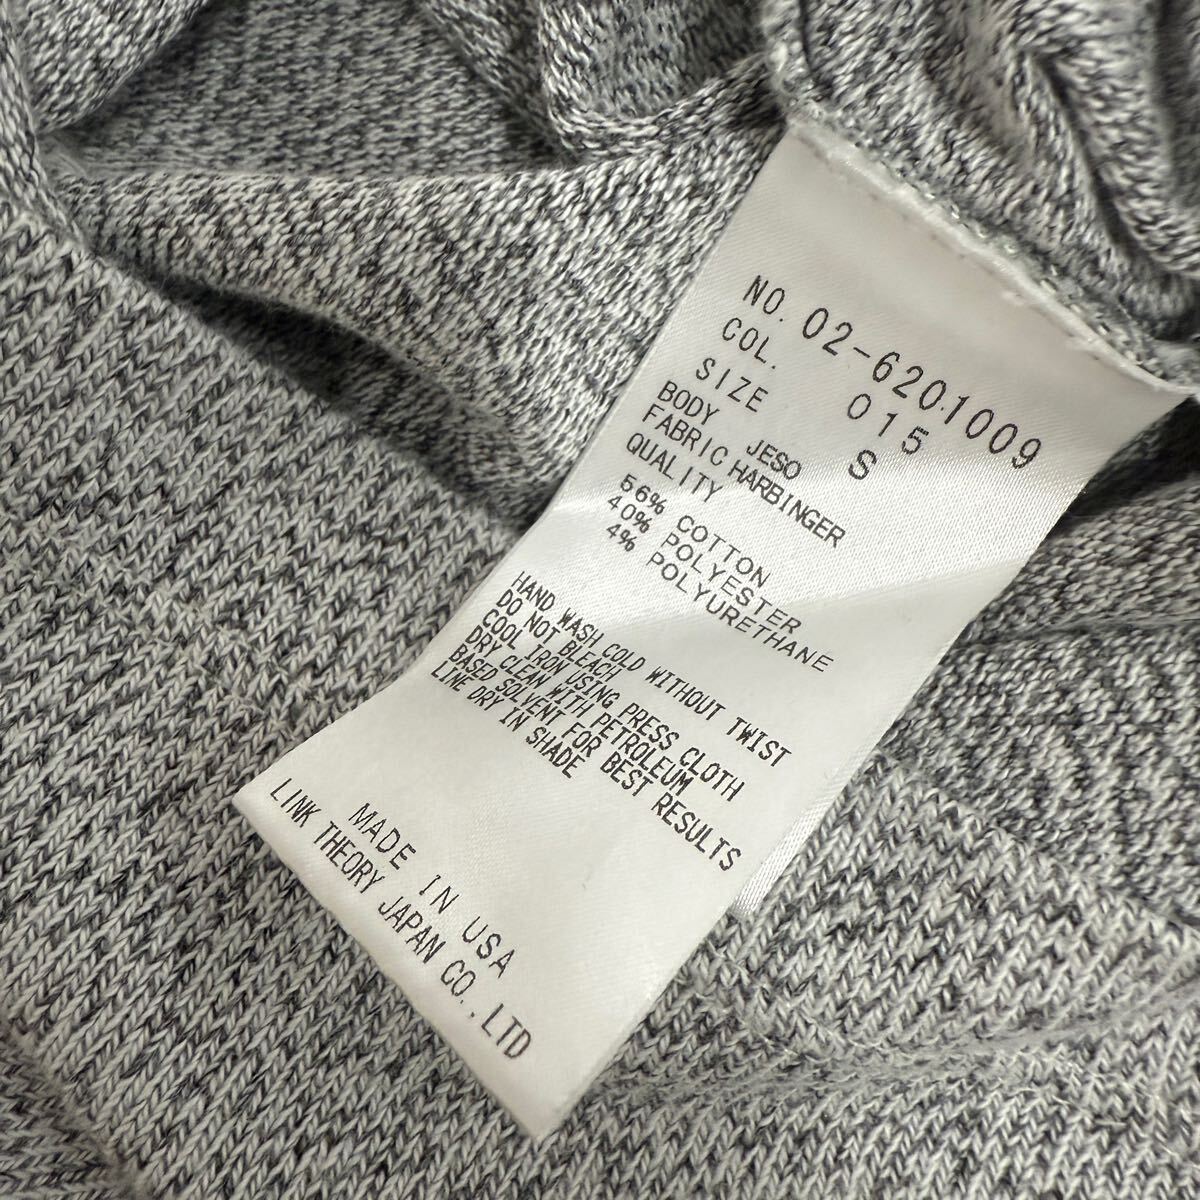 NO. 02-6201009
COL. 015
SIZE S
BODY JESO
FABRIC HARBINGER
QUALITY
56% COTTON
40% POLYESTER
4% POLYURETHANE
HAND WASH COLD WITHOUT TWIST
DO NOT BLEACH
COOL IRON USING PRESS CLOTH
DRY CLEAN WITH PETROLEUM
BASED SOLVENT FOR BEST RESULTS
LINE DRY IN SHADE
MADE IN USA
LINK THEORY JAPAN CO.,LTD